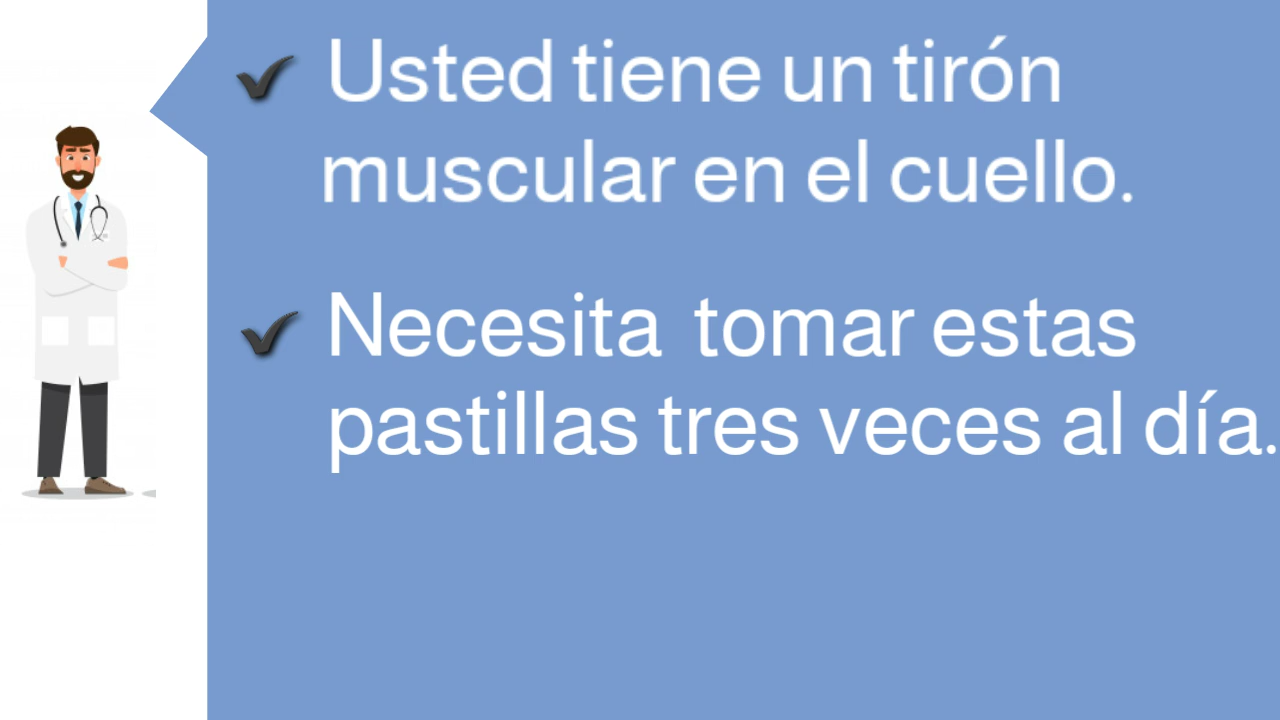 Usted tiene un tirón
muscular en el cuello.
Necesita tomar estas
pastillas tres veces al día.